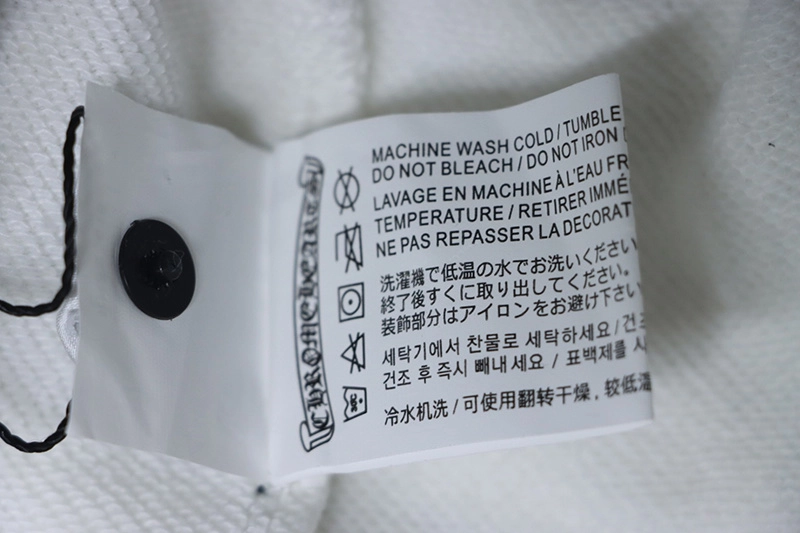 CHROME HEARTS
MACHINE WASH COLD / TUMBLE
DO NOT BLEACH / DO NOT IRON
LAVAGE EN MACHINE À L'EAU FR
TEMPERATURE / RETIRER IMMÉ
NE PAS REPASSER LA DECORAT
洗濯機で低温の水でお洗いください
終了後すぐに取り出してください。
装飾部分はアイロンをお避け下さい
세탁기에서 찬물로 세탁하세요 / 건조
건조 후 즉시 빼내세요 / 표백제를 사
冷水机洗 / 可使用翻转干燥，较低温